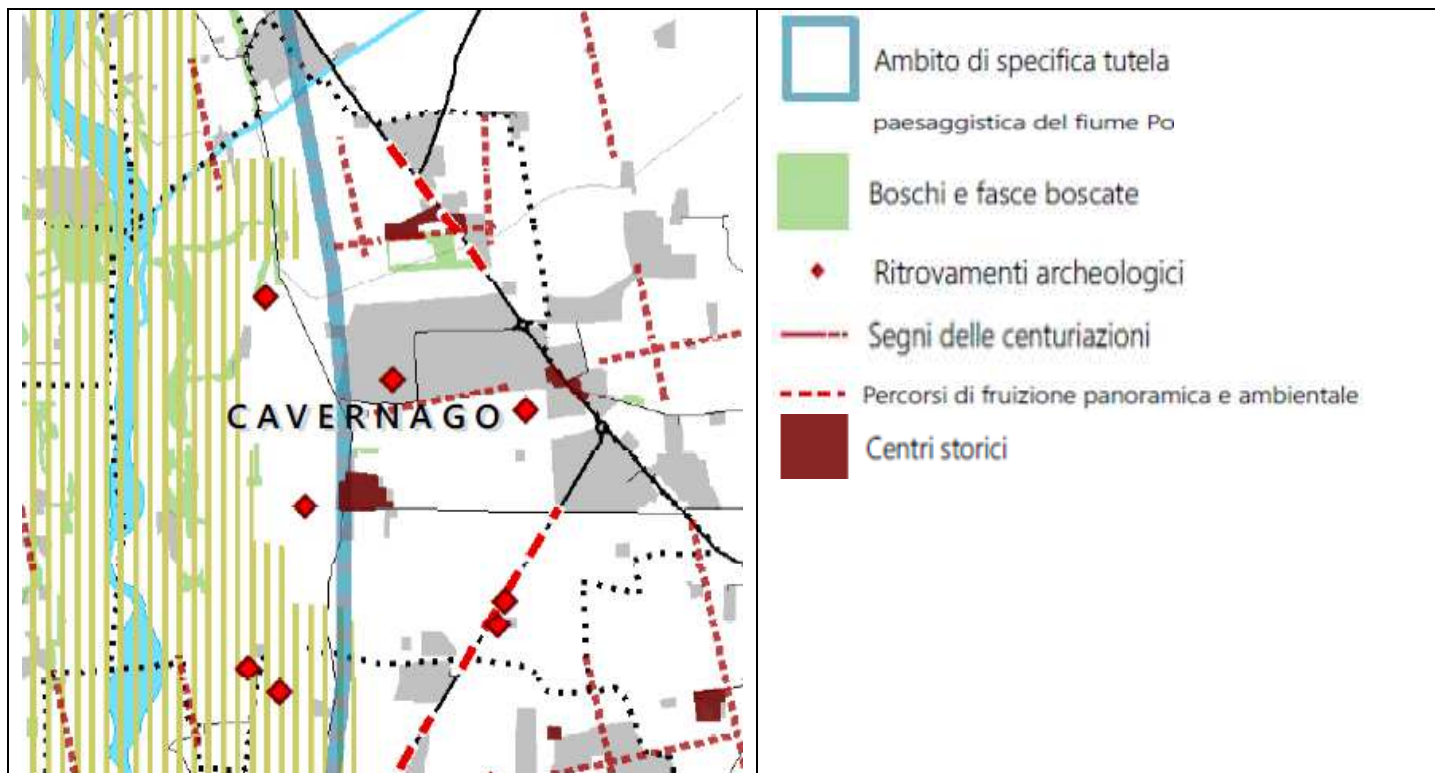 CAVERNAGO
Ambito di specifica tutela
paesaggistica del fiume Po
Boschi e fasce boscate
Ritrovamenti archeologici
Segni delle centuriazioni
Percorsi di fruizione panoramica e ambientale
Centri storici